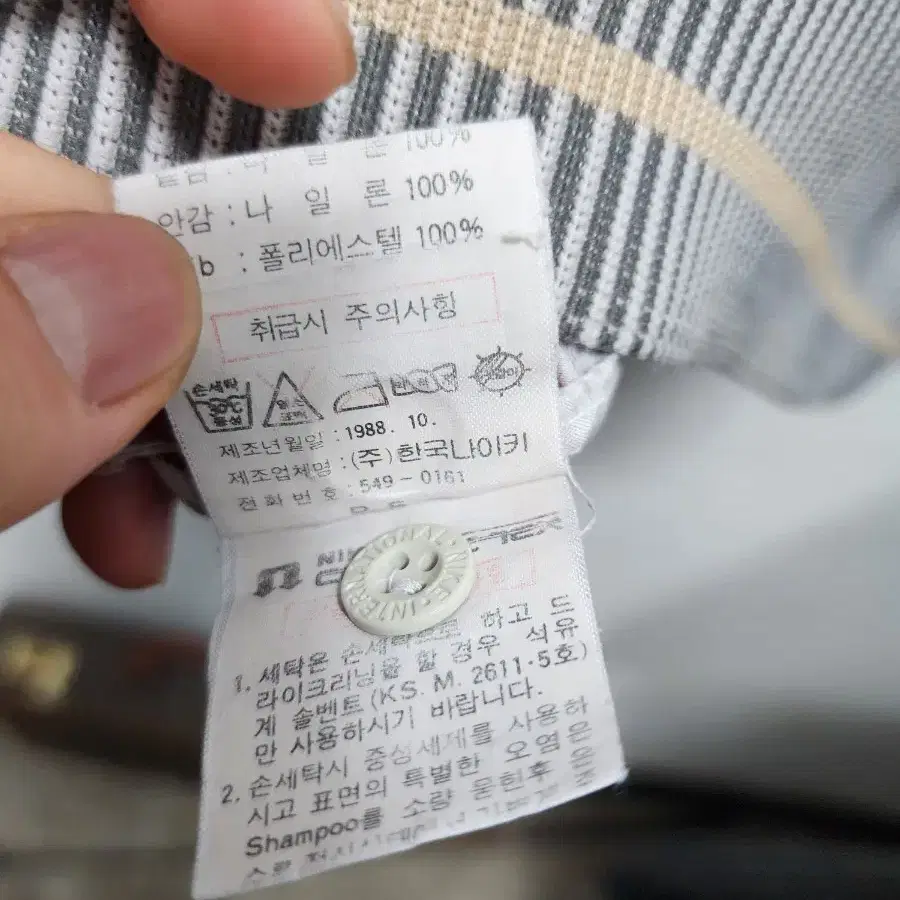 나 일 론 100%
안감 : 나 일 론 100%
: 폴리에스텔 100%
취급시 주의사항
손세탁
30℃
중성
제조년월일 : 1988. 10.
제조업체명 : (주) 한국나이키
전화번호 : 549-0161
INTERNATIONAL · NIKE ·
1. 세탁은 손세탁으로 하고 드
라이크리닝을 할 경우 석유
계 솔벤트(KS. M. 2611·5호)
만 사용하시기 바랍니다.
2. 손세탁시 중성세제를 사용하
시고 표면의 특별한 오염은
Shampoo를 소량 묻힌후